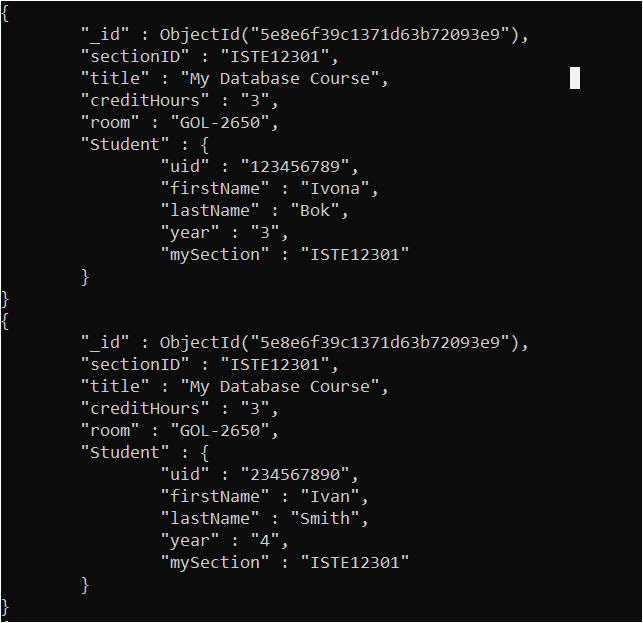 {
"_id" : ObjectId("5e8e6f39c1371d63b72093e9"),
"sectionID" : "ISTE12301",
"title" : "My Database Course",
"creditHours" : "3",
"room" : "GOL-2650",
"Student" : {
"uid" : "123456789",
"firstName" : "Ivona",
"lastName" : "Bok",
"year" : "3",
"mySection" : "ISTE12301"
}
}
{
"_id" : ObjectId("5e8e6f39c1371d63b72093e9"),
"sectionID" : "ISTE12301",
"title" : "My Database Course",
"creditHours" : "3",
"room" : "GOL-2650",
"Student" : {
"uid" : "234567890",
"firstName" : "Ivan",
"lastName" : "Smith",
"year" : "4",
"mySection" : "ISTE12301"
}
}